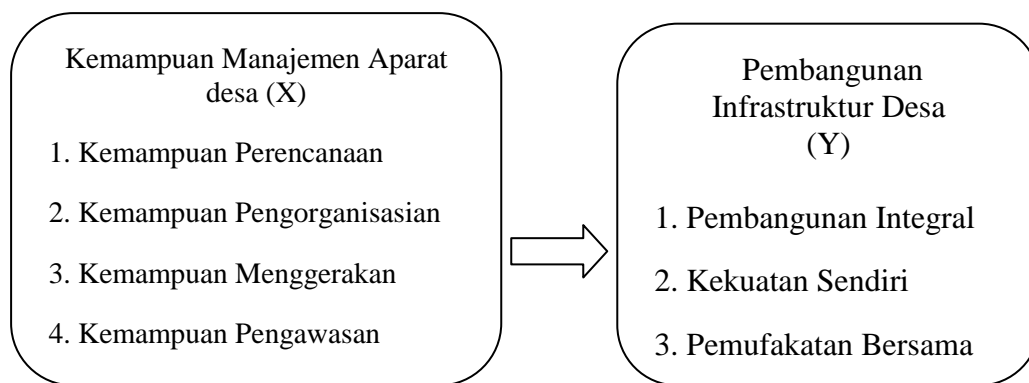 Kemampuan Manajemen Aparat
desa (X)
1. Kemampuan Perencanaan
2. Kemampuan Pengorganisasian
3. Kemampuan Menggerakan
4. Kemampuan Pengawasan
Pembangunan
Infrastruktur Desa
(Y)
1. Pembangunan Integral
2. Kekuatan Sendiri
3. Pemufakatan Bersama